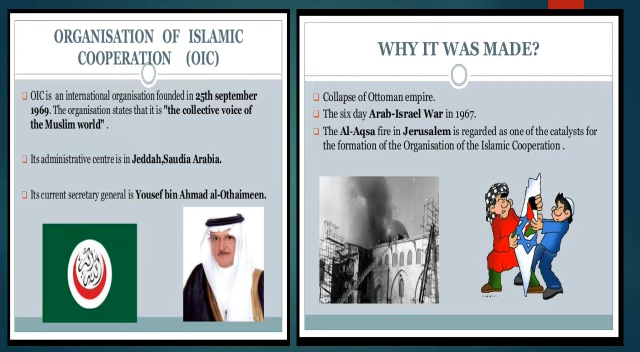 ORGANISATION OF ISLAMIC
COOPERATION (OIC)
OIC is an international organisation founded in 25th september
1969. The organisation states that it is "the collective voice of
the Muslim world" .
Its administrative centre is in Jeddah,Saudia Arabia.
Its current secretary general is Yousef bin Ahmad al-Othaimeen.
WHY IT WAS MADE?
Collapse of Ottoman empire.
The six day Arab-Israel War in 1967.
The Al-Aqsa fire in Jerusalem is regarded as one of the catalysts for
the formation of the Organisation of the Islamic Cooperation .